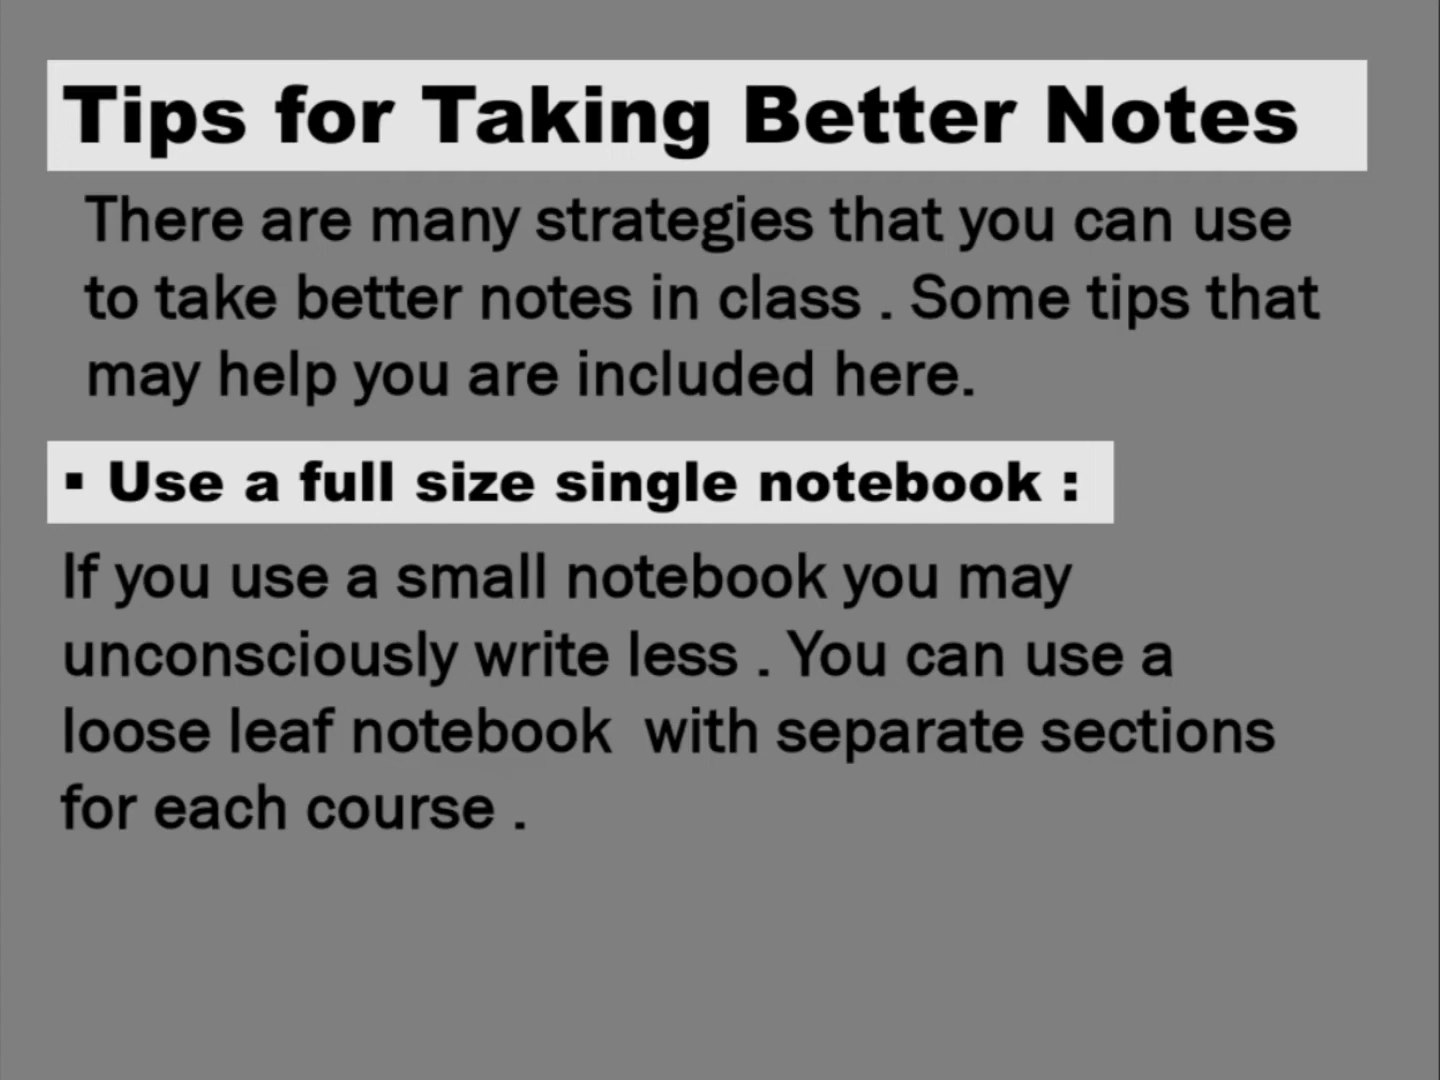 Tips for Taking Better Notes
There are many strategies that you can use
to take better notes in class . Some tips that
may help you are included here.
▪ Use a full size single notebook :
If you use a small notebook you may
unconsciously write less . You can use a
loose leaf notebook  with separate sections
for each course .